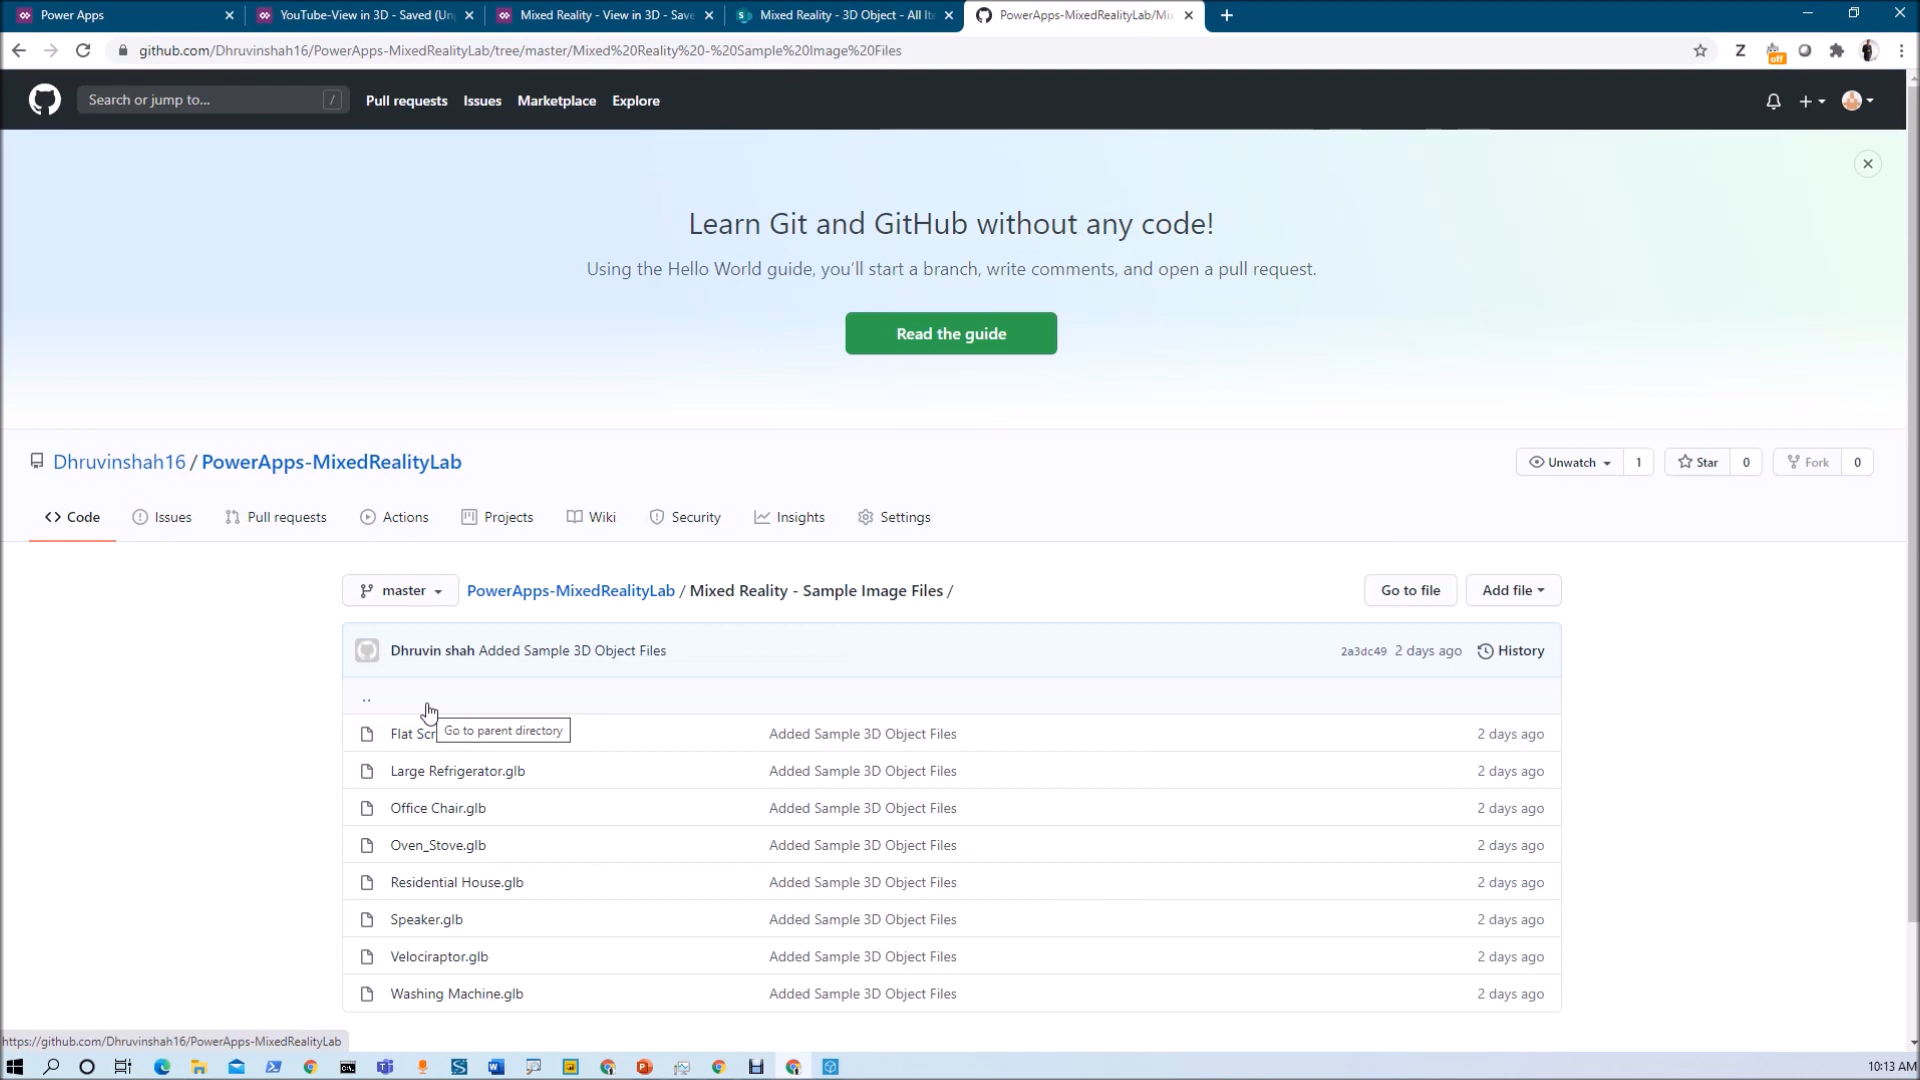 Power Apps
YouTube-View in 3D - Saved (Un
Mixed Reality - View in 3D - Save
Mixed Reality - 3D Object - All It
PowerApps-MixedRealityLab/Mix
github.com/Dhruvinshah16/PowerApps-MixedRealityLab/tree/master/Mixed%20Reality%20-%20Sample%20Image%20Files
Z
off
Search or jump to...
/
Pull requests
Issues
Marketplace
Explore
Learn Git and GitHub without any code!
Using the Hello World guide, you'll start a branch, write comments, and open a pull request.
Read the guide
Dhruvinshah16 / PowerApps-MixedRealityLab
Unwatch 1
Star 0
Fork 0
Code
Issues
Pull requests
Actions
Projects
Wiki
Security
Insights
Settings
master
PowerApps-MixedRealityLab / Mixed Reality - Sample Image Files /
Go to file
Add file
Dhruvin shah Added Sample 3D Object Files
2a3dc49 2 days ago
History
..
Go to parent directory
Flat Scr
Added Sample 3D Object Files
2 days ago
Large Refrigerator.glb
Added Sample 3D Object Files
2 days ago
Office Chair.glb
Added Sample 3D Object Files
2 days ago
Oven_Stove.glb
Added Sample 3D Object Files
2 days ago
Residential House.glb
Added Sample 3D Object Files
2 days ago
Speaker.glb
Added Sample 3D Object Files
2 days ago
Velociraptor.glb
Added Sample 3D Object Files
2 days ago
Washing Machine.glb
Added Sample 3D Object Files
2 days ago
https://github.com/Dhruvinshah16/PowerApps-MixedRealityLab
10:13 AM